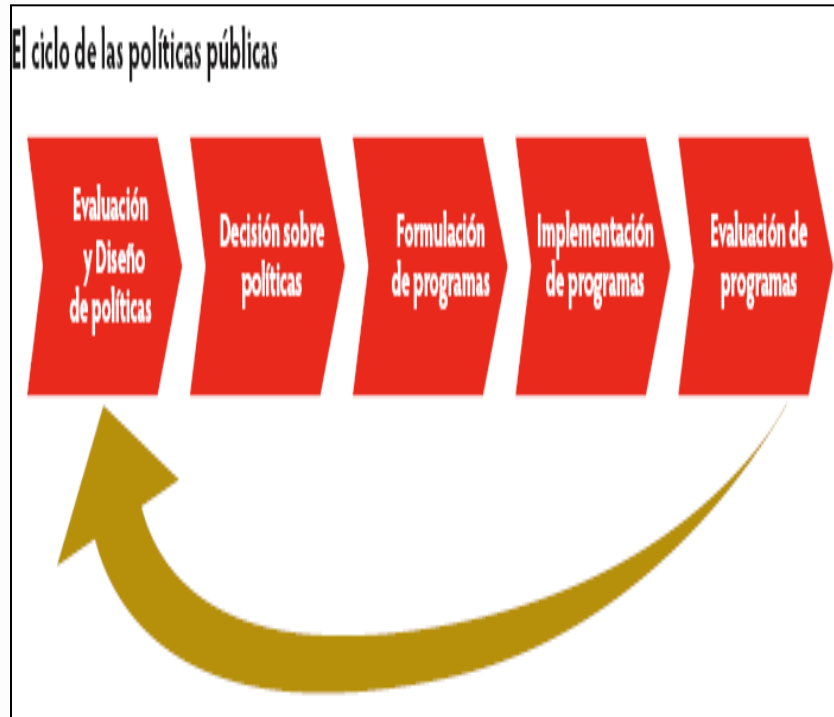 El ciclo de las políticas públicas
Evaluación
y Diseño
de políticas
Decisión sobre
políticas
Formulación
de programas
Implementación
de programas
Evaluación de
programas